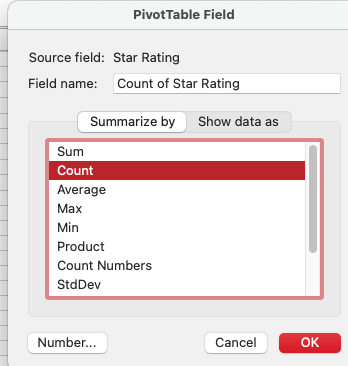 PivotTable Field
Source field: Star Rating
Field name: Count of Star Rating
Summarize by Show data as
Sum
Count
Average
Max
Min
Product
Count Numbers
StdDev
Number... Cancel OK